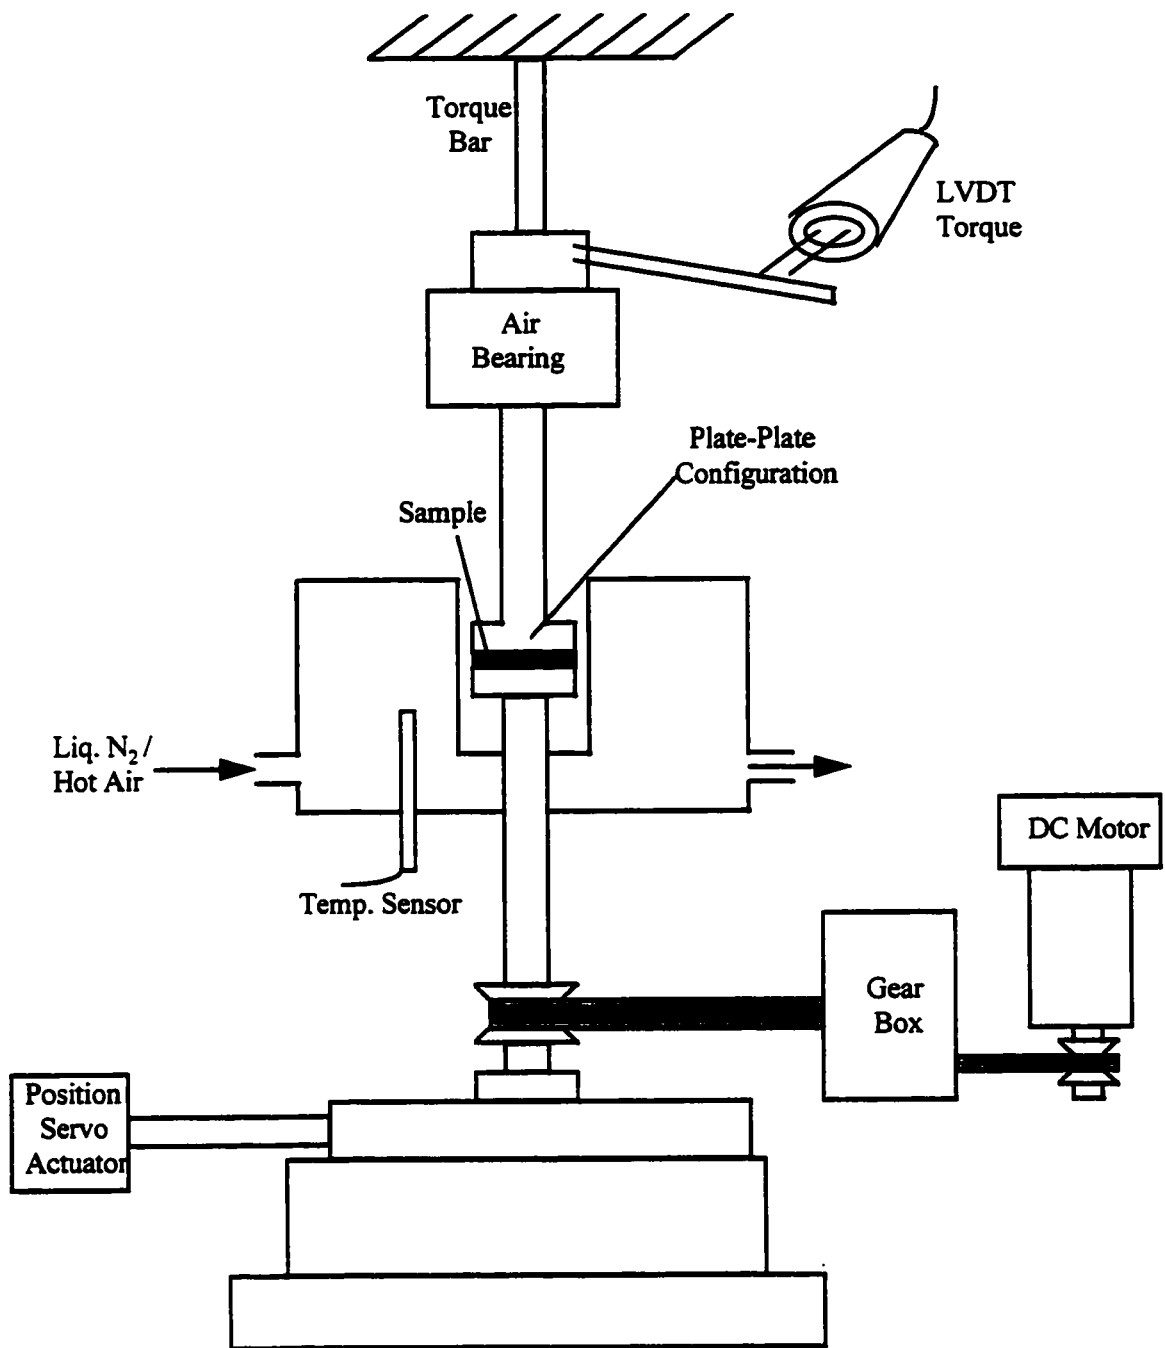 Torque
Bar
LVDT
Torque
Air
Bearing
Plate-Plate
Configuration
Sample
Liq. N₂ /
Hot Air
Temp. Sensor
DC Motor
Gear
Box
Position
Servo
Actuator